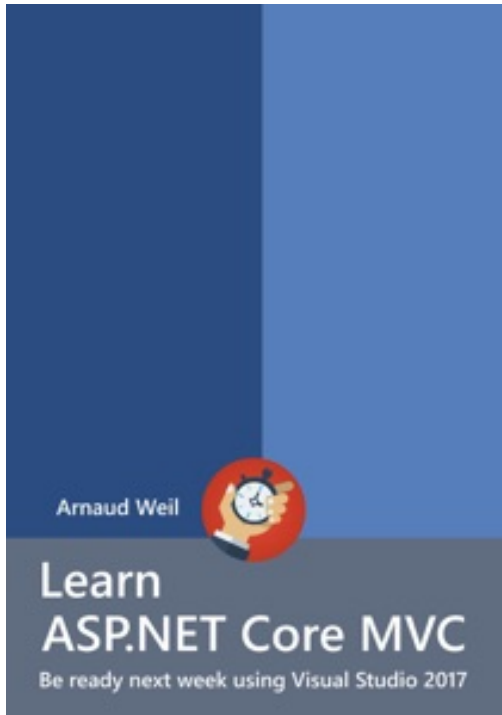 Arnaud Weil
Learn
ASP.NET Core MVC
Be ready next week using Visual Studio 2017